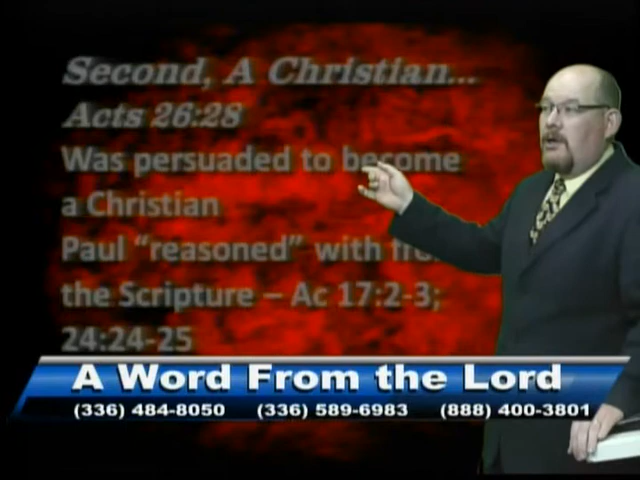 Second, A Christian...
Acts 26:28
Was persuaded to become
a Christian
Paul “reasoned” with
the Scripture – Ac 17:2-3;
24:24-25
A Word From the Lord
(336) 484-8050 (336) 589-6983 (888) 400-3801